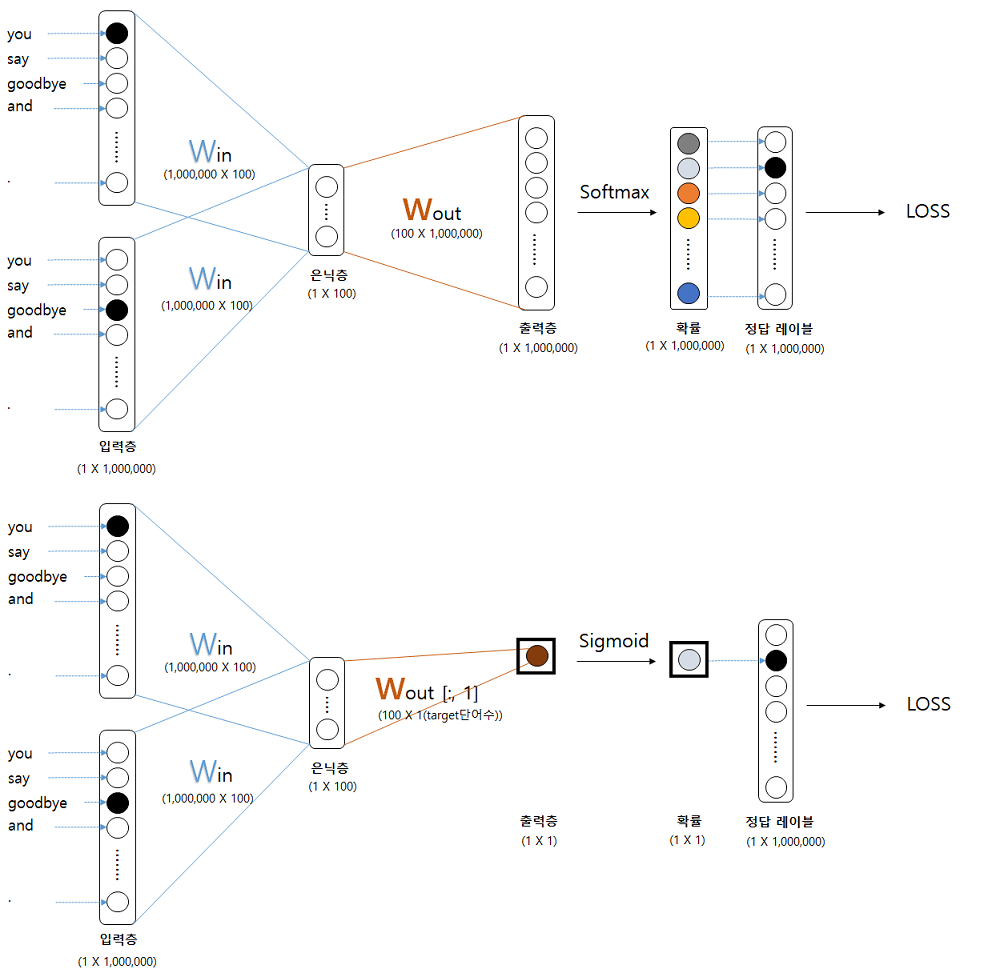 you
say
goodbye
and
.
Win
(1,000,000 X 100)
you
say
goodbye
and
.
Win
(1,000,000 X 100)
입력층
(1 X 1,000,000)
은닉층
(1 X 100)
Wout
(100 X 1,000,000)
출력층
(1 X 1,000,000)
Softmax
확률
(1 X 1,000,000)
정답 레이블
(1 X 1,000,000)
LOSS
you
say
goodbye
and
.
Win
(1,000,000 X 100)
you
say
goodbye
and
.
Win
(1,000,000 X 100)
입력층
(1 X 1,000,000)
은닉층
(1 X 100)
Wout [:, 1]
(100 X 1(target단어수))
출력층
(1 X 1)
Sigmoid
확률
(1 X 1)
정답 레이블
(1 X 1,000,000)
LOSS